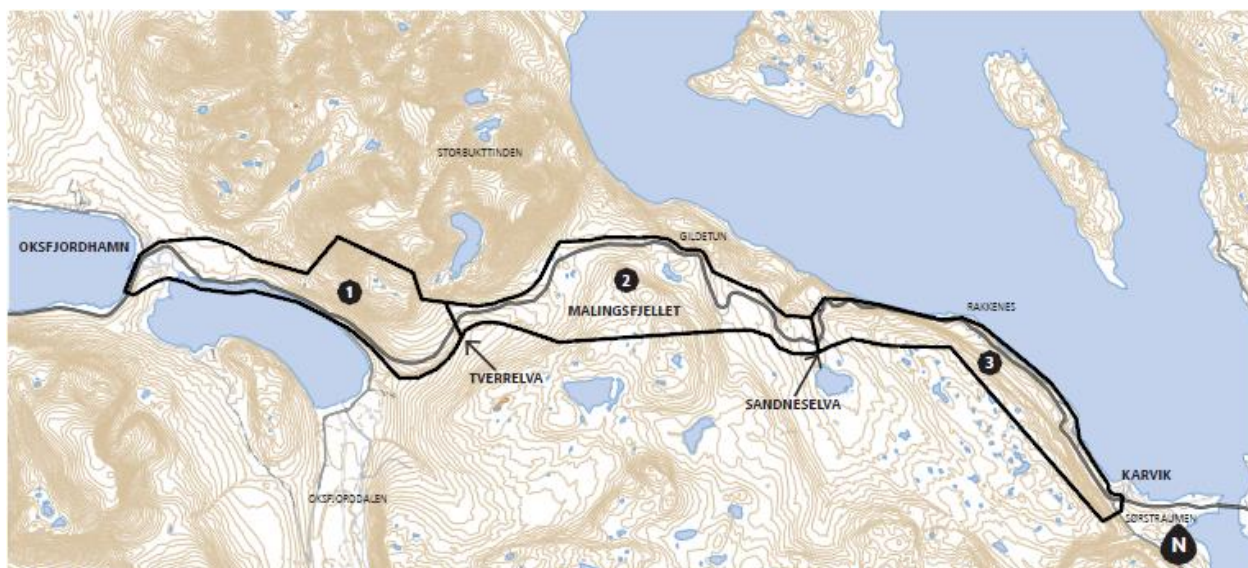 STORBUKTTINDEN
OKSFJORDHAMN
GILDETUN
1
2
MALINGSFJELLET
RAKKENES
3
TVERRELVA
SANDNESELVA
KARVIK
OKSFJORDDALEN
SØRSTRAUMEN
N